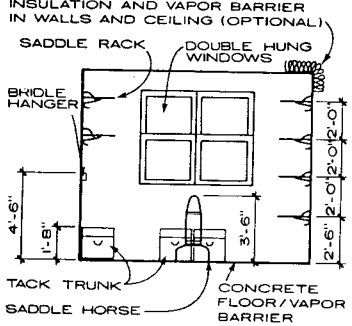 INSULATION AND VAPOR BARRIER
IN WALLS AND CEILING (OPTIONAL)
SADDLE RACK
DOUBLE HUNG
WINDOWS
BRIDLE
HANGER
2'-0"
2'-0"
2'-0"
2'-6"
4'-6"
1'-8"
3'-6"
TACK TRUNK
SADDLE HORSE
CONCRETE
FLOOR/VAPOR
BARRIER